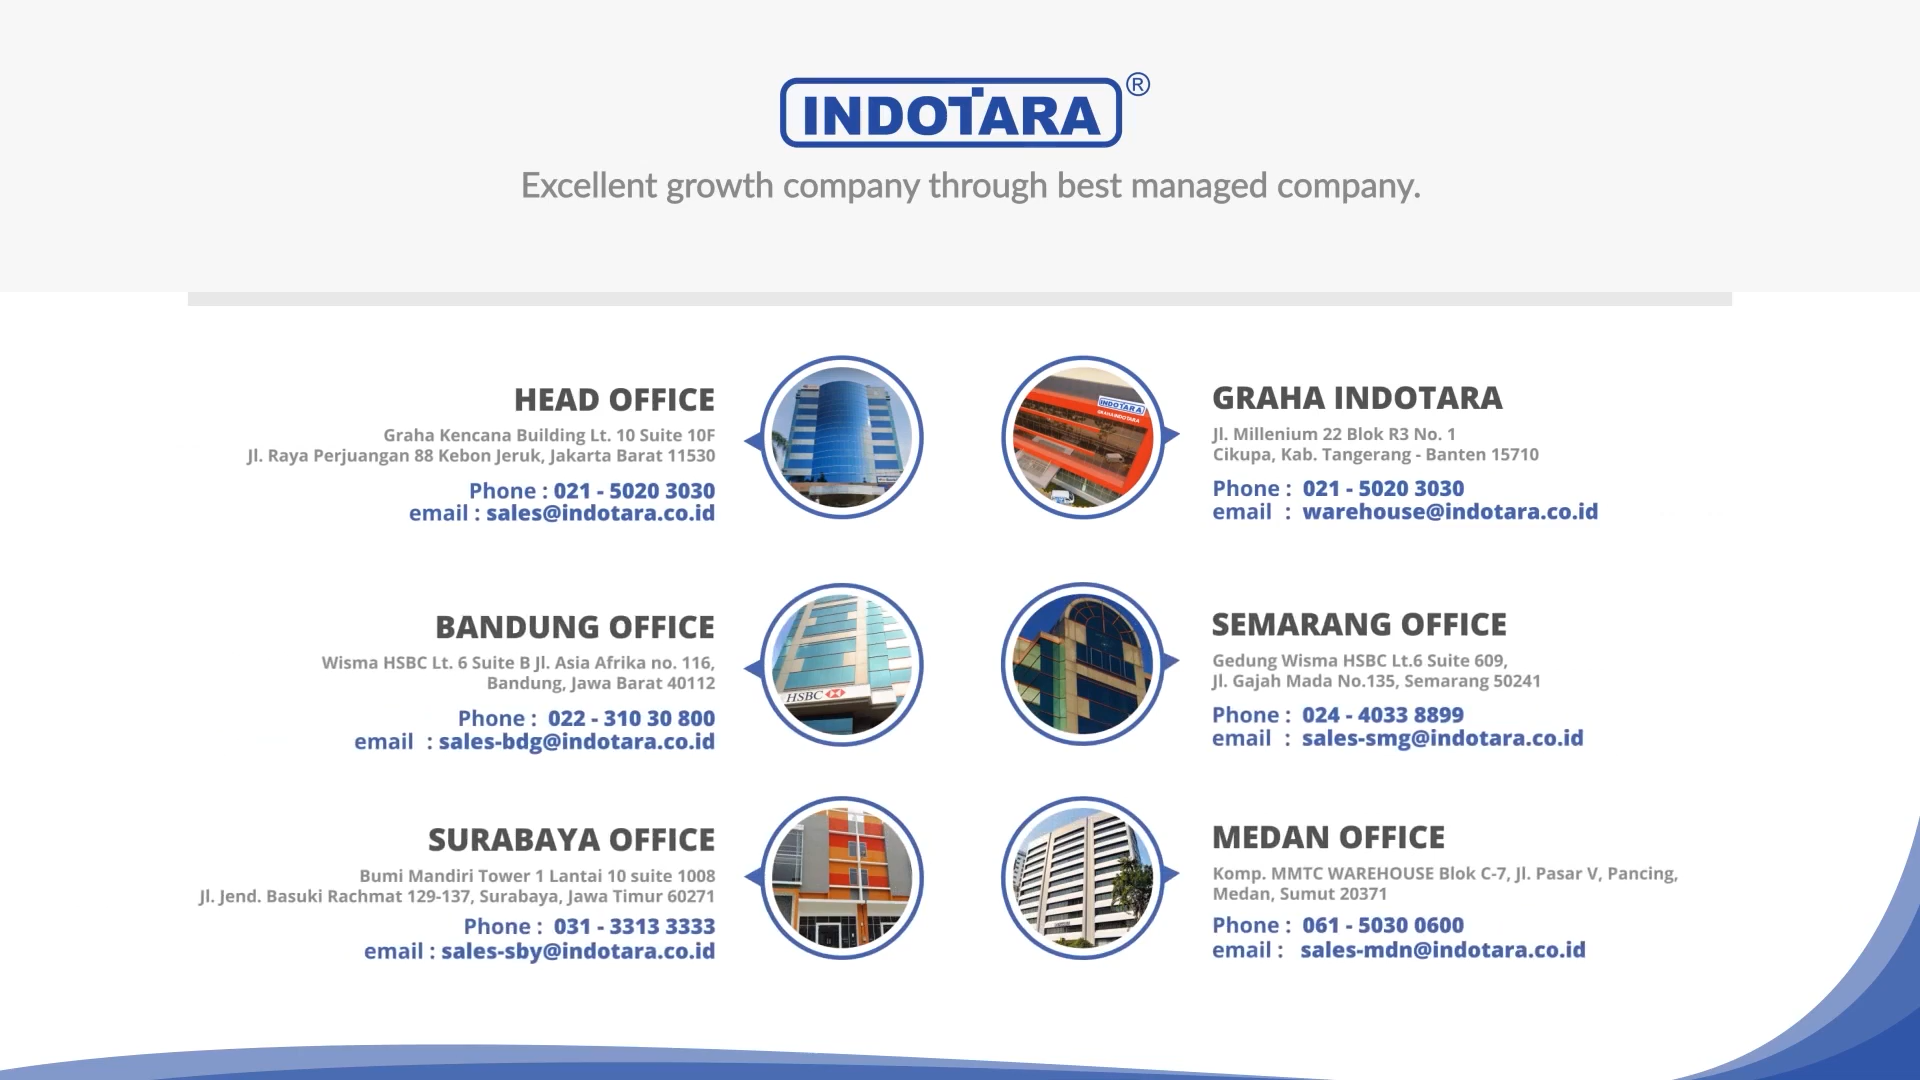 INDOTARA®
Excellent growth company through best managed company.
HEAD OFFICE
Graha Kencana Building Lt. 10 Suite 10F
Jl. Raya Perjuangan 88 Kebon Jeruk, Jakarta Barat 11530
Phone : 021 - 5020 3030
email : sales@indotara.co.id
INDOTARA
GRAHA INDOTARA
GRAHA INDOTARA
Jl. Millenium 22 Blok R3 No. 1
Cikupa, Kab. Tangerang - Banten 15710
Phone : 021 - 5020 3030
email : warehouse@indotara.co.id
BANDUNG OFFICE
Wisma HSBC Lt. 6 Suite B Jl. Asia Afrika no. 116,
Bandung, Jawa Barat 40112
Phone : 022 - 310 30 800
email : sales-bdg@indotara.co.id
HSBC
SEMARANG OFFICE
Gedung Wisma HSBC Lt.6 Suite 609,
Jl. Gajah Mada No.135, Semarang 50241
Phone : 024 - 4033 8899
email : sales-smg@indotara.co.id
SURABAYA OFFICE
Bumi Mandiri Tower 1 Lantai 10 suite 1008
Jl. Jend. Basuki Rachmat 129-137, Surabaya, Jawa Timur 60271
Phone : 031 - 3313 3333
email : sales-sby@indotara.co.id
MEDAN OFFICE
Komp. MMTC WAREHOUSE Blok C-7, Jl. Pasar V, Pancing,
Medan, Sumut 20371
Phone : 061 - 5030 0600
email : sales-mdn@indotara.co.id